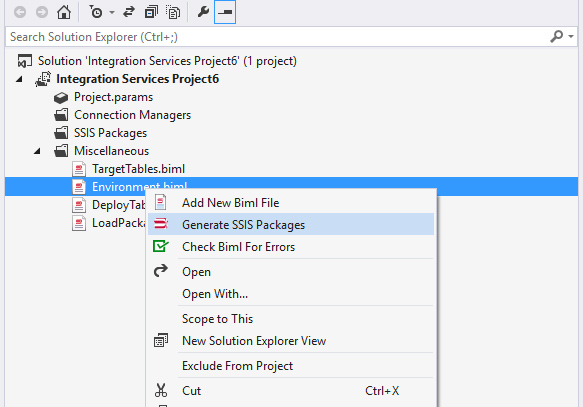 Search Solution Explorer (Ctrl+;)
Solution 'Integration Services Project6' (1 project)
Integration Services Project6
Project.params
Connection Managers
SSIS Packages
Miscellaneous
TargetTables.biml
Environment.biml
DeployTab
LoadPacka
Add New Biml File
Generate SSIS Packages
Check Biml For Errors
Open
Open With...
Scope to This
New Solution Explorer View
Exclude From Project
Cut Ctrl+X